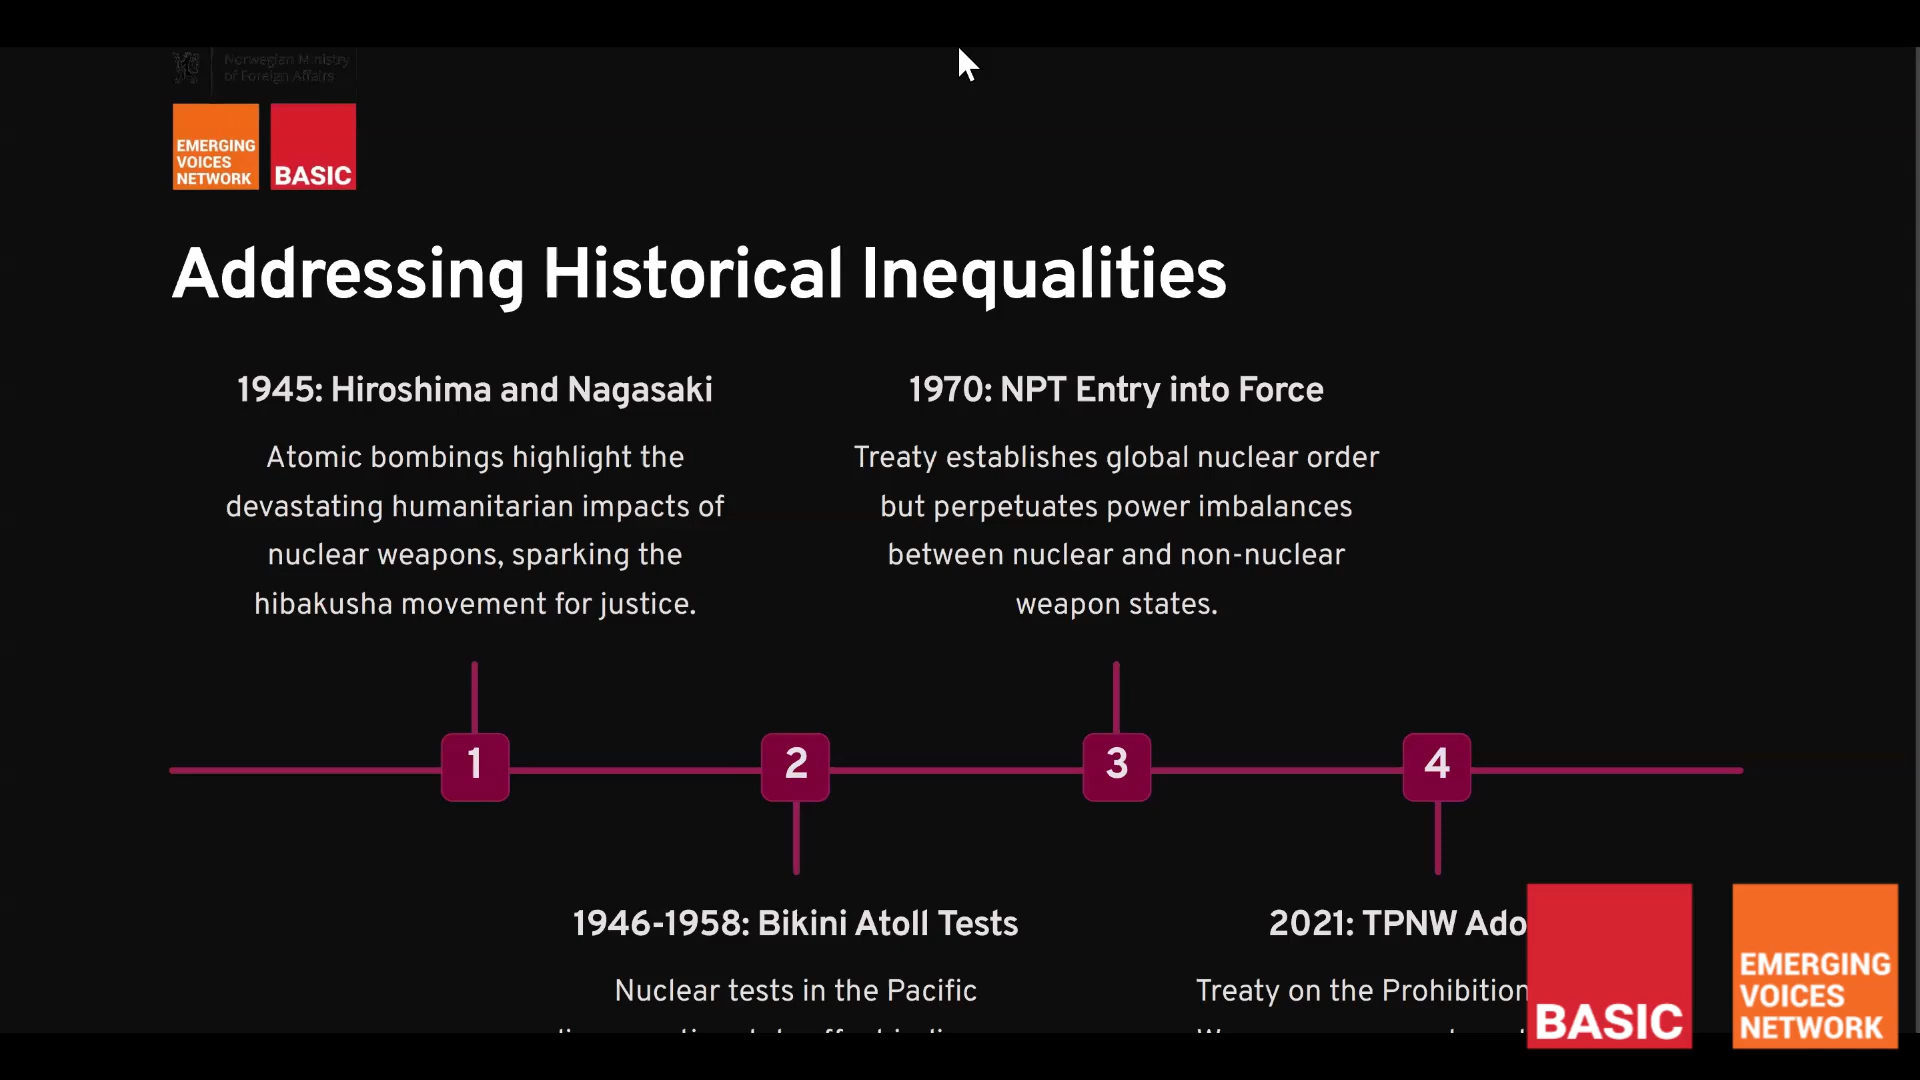 Norwegian Ministry
of Foreign Affairs
EMERGING
VOICES
NETWORK
BASIC
Addressing Historical Inequalities
1945: Hiroshima and Nagasaki
Atomic bombings highlight the
devastating humanitarian impacts of
nuclear weapons, sparking the
hibakusha movement for justice.
1970: NPT Entry into Force
Treaty establishes global nuclear order
but perpetuates power imbalances
between nuclear and non-nuclear
weapon states.
1
2
3
4
1946-1958: Bikini Atoll Tests
Nuclear tests in the Pacific
2021: TPNW Ado
Treaty on the Prohibition
BASIC
EMERGING
VOICES
NETWORK